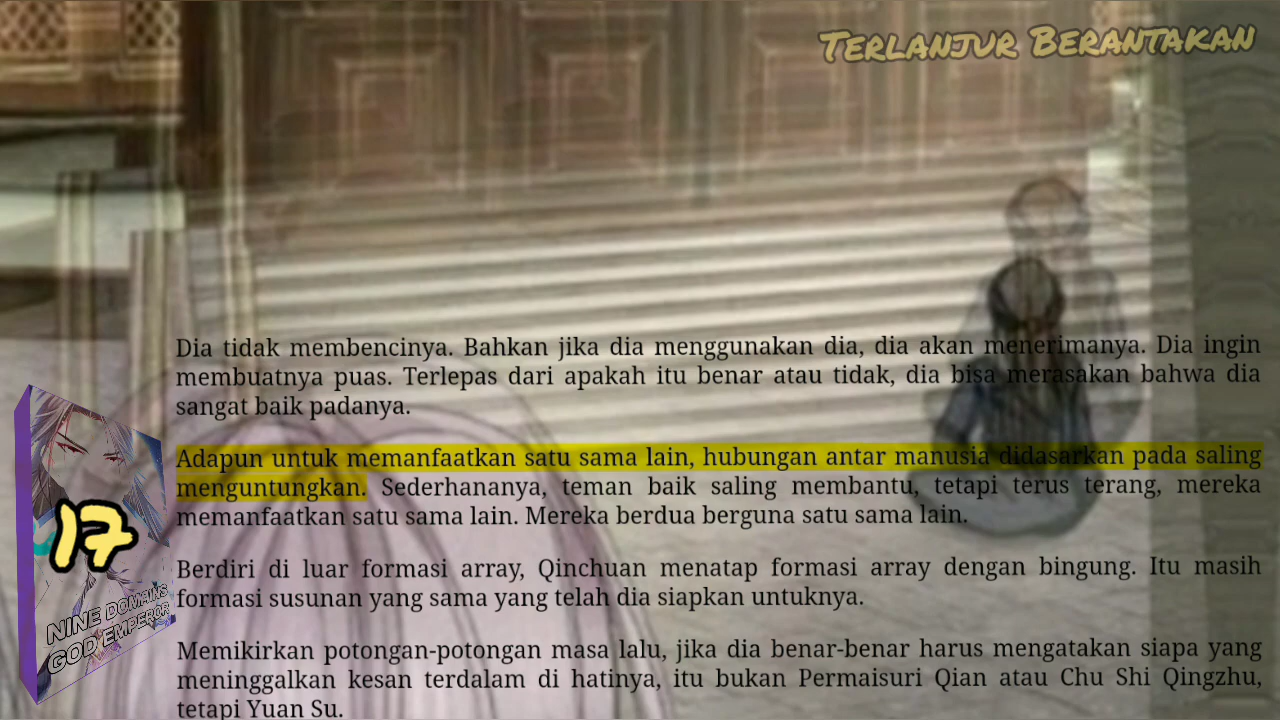 Terlanjur Berantakan
Dia tidak membencinya. Bahkan jika dia menggunakan dia, dia akan menerimanya. Dia ingin
membuatnya puas. Terlepas dari apakah itu benar atau tidak, dia bisa merasakan bahwa dia
sangat baik padanya.
Adapun untuk memanfaatkan satu sama lain, hubungan antar manusia didasarkan pada saling
menguntungkan. Sederhananya, teman baik saling membantu, tetapi terus terang, mereka
memanfaatkan satu sama lain. Mereka berdua berguna satu sama lain.
Berdiri di luar formasi array, Qinchuan menatap formasi array dengan bingung. Itu masih
formasi susunan yang sama yang telah dia siapkan untuknya.
Memikirkan potongan-potongan masa lalu, jika dia benar-benar harus mengatakan siapa yang
meninggalkan kesan terdalam di hatinya, itu bukan Permaisuri Qian atau Chu Shi Qingzhu,
tetapi Yuan Su.
17
NINE DOMAINS
GOD EMPEROR